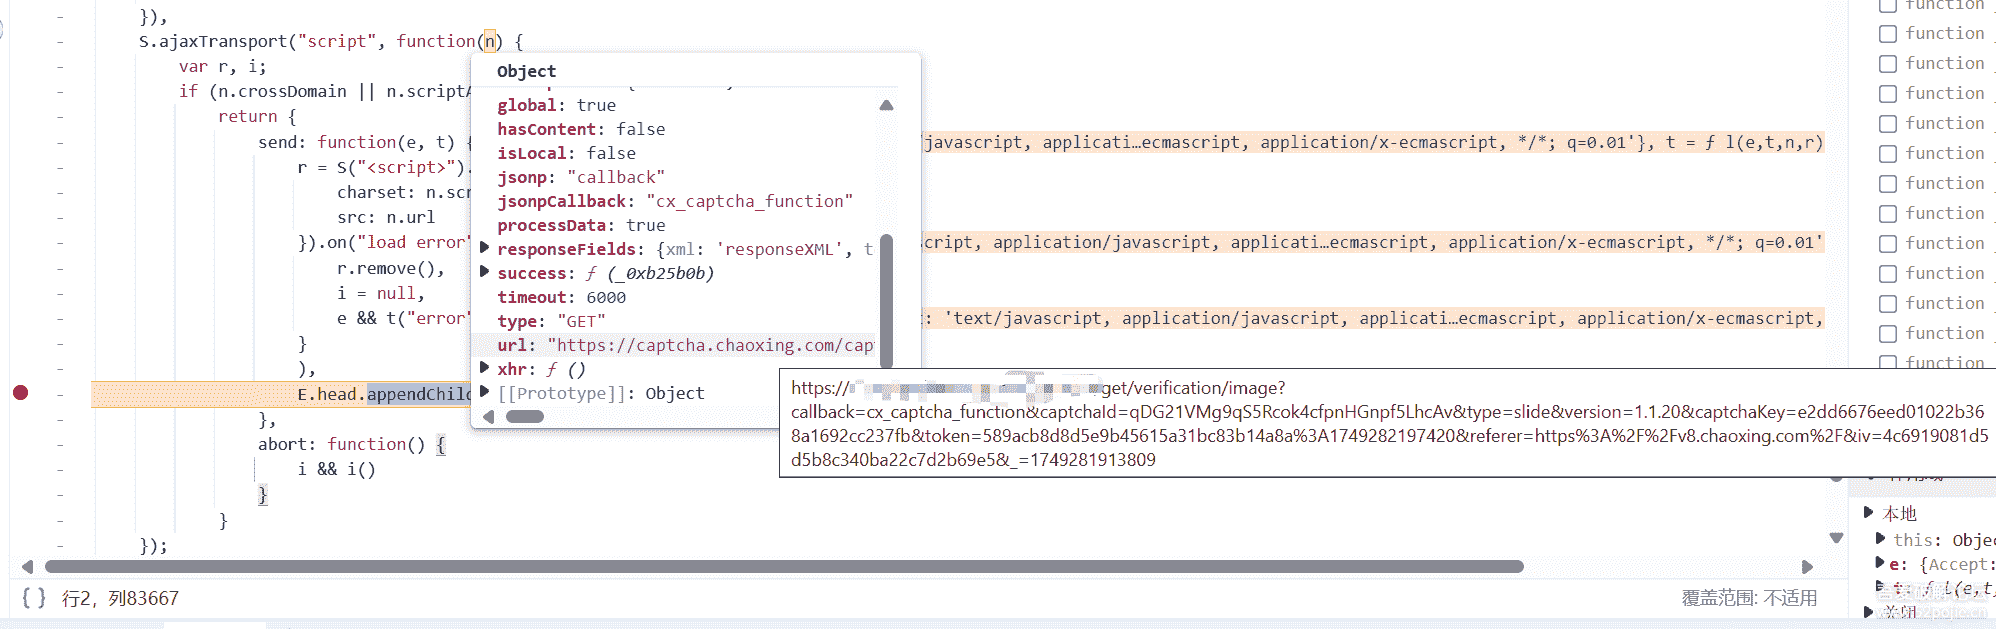 }),
S.ajaxTransport("script", function(n) {
var r, i;
if (n.crossDomain || n.script
return {
send: function(e, t) {
r = S("<script>").
charset: n.scr
src: n.url
}).on("load error"
r.remove(),
i = null,
e && t("error"
}
),
E.head.appendChild
},
abort: function() {
i && i()
}
}
});
Object
global: true
hasContent: false
isLocal: false
jsonp: "callback"
jsonpCallback: "cx_captcha_function"
processData: true
responseFields: {xml: 'responseXML', t
success: ƒ (_0xb25b0b)
timeout: 6000
type: "GET"
url: "https://captcha.chaoxing.com/cap
xhr: ƒ ()
[[Prototype]]: Object
/javascript, applicati…ecmascript, application/x-ecmascript, */*; q=0.01'}, t = ƒ l(e,t,n,r)
cript, application/javascript, applicati…ecmascript, application/x-ecmascript, */*; q=0.01'
: 'text/javascript, application/javascript, applicati…ecmascript, application/x-ecmascript,
https://
get/verification/image?
callback=cx_captcha_function&captchaId=qDG21VMg9qS5Rcok4cfpnHGnpf5LhcAv&type=slide&version=1.1.20&captchaKey=e2dd6676eed01022b36
8a1692cc237fb&token=589acb8d8d5e9b45615a31bc83b14a8a%3A1749282197420&referer=https%3A%2F%2Fv8.chaoxing.com%2F&iv=4c6919081d5
d5b8c340ba22c7d2b69e5&_=1749281913809
function
function
function
function
function
function
function
function
function
function
function
function
function
本地
this: Objec
e: {Accept:
t: ƒ l(e,t,
{ } 行2，列83667
覆盖范围: 不适用